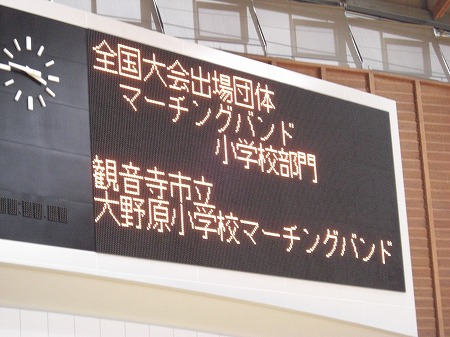 全国大会出場団体
マーチングバンド
小学校部門
観音寺市立
大野原小学校マーチングバンド